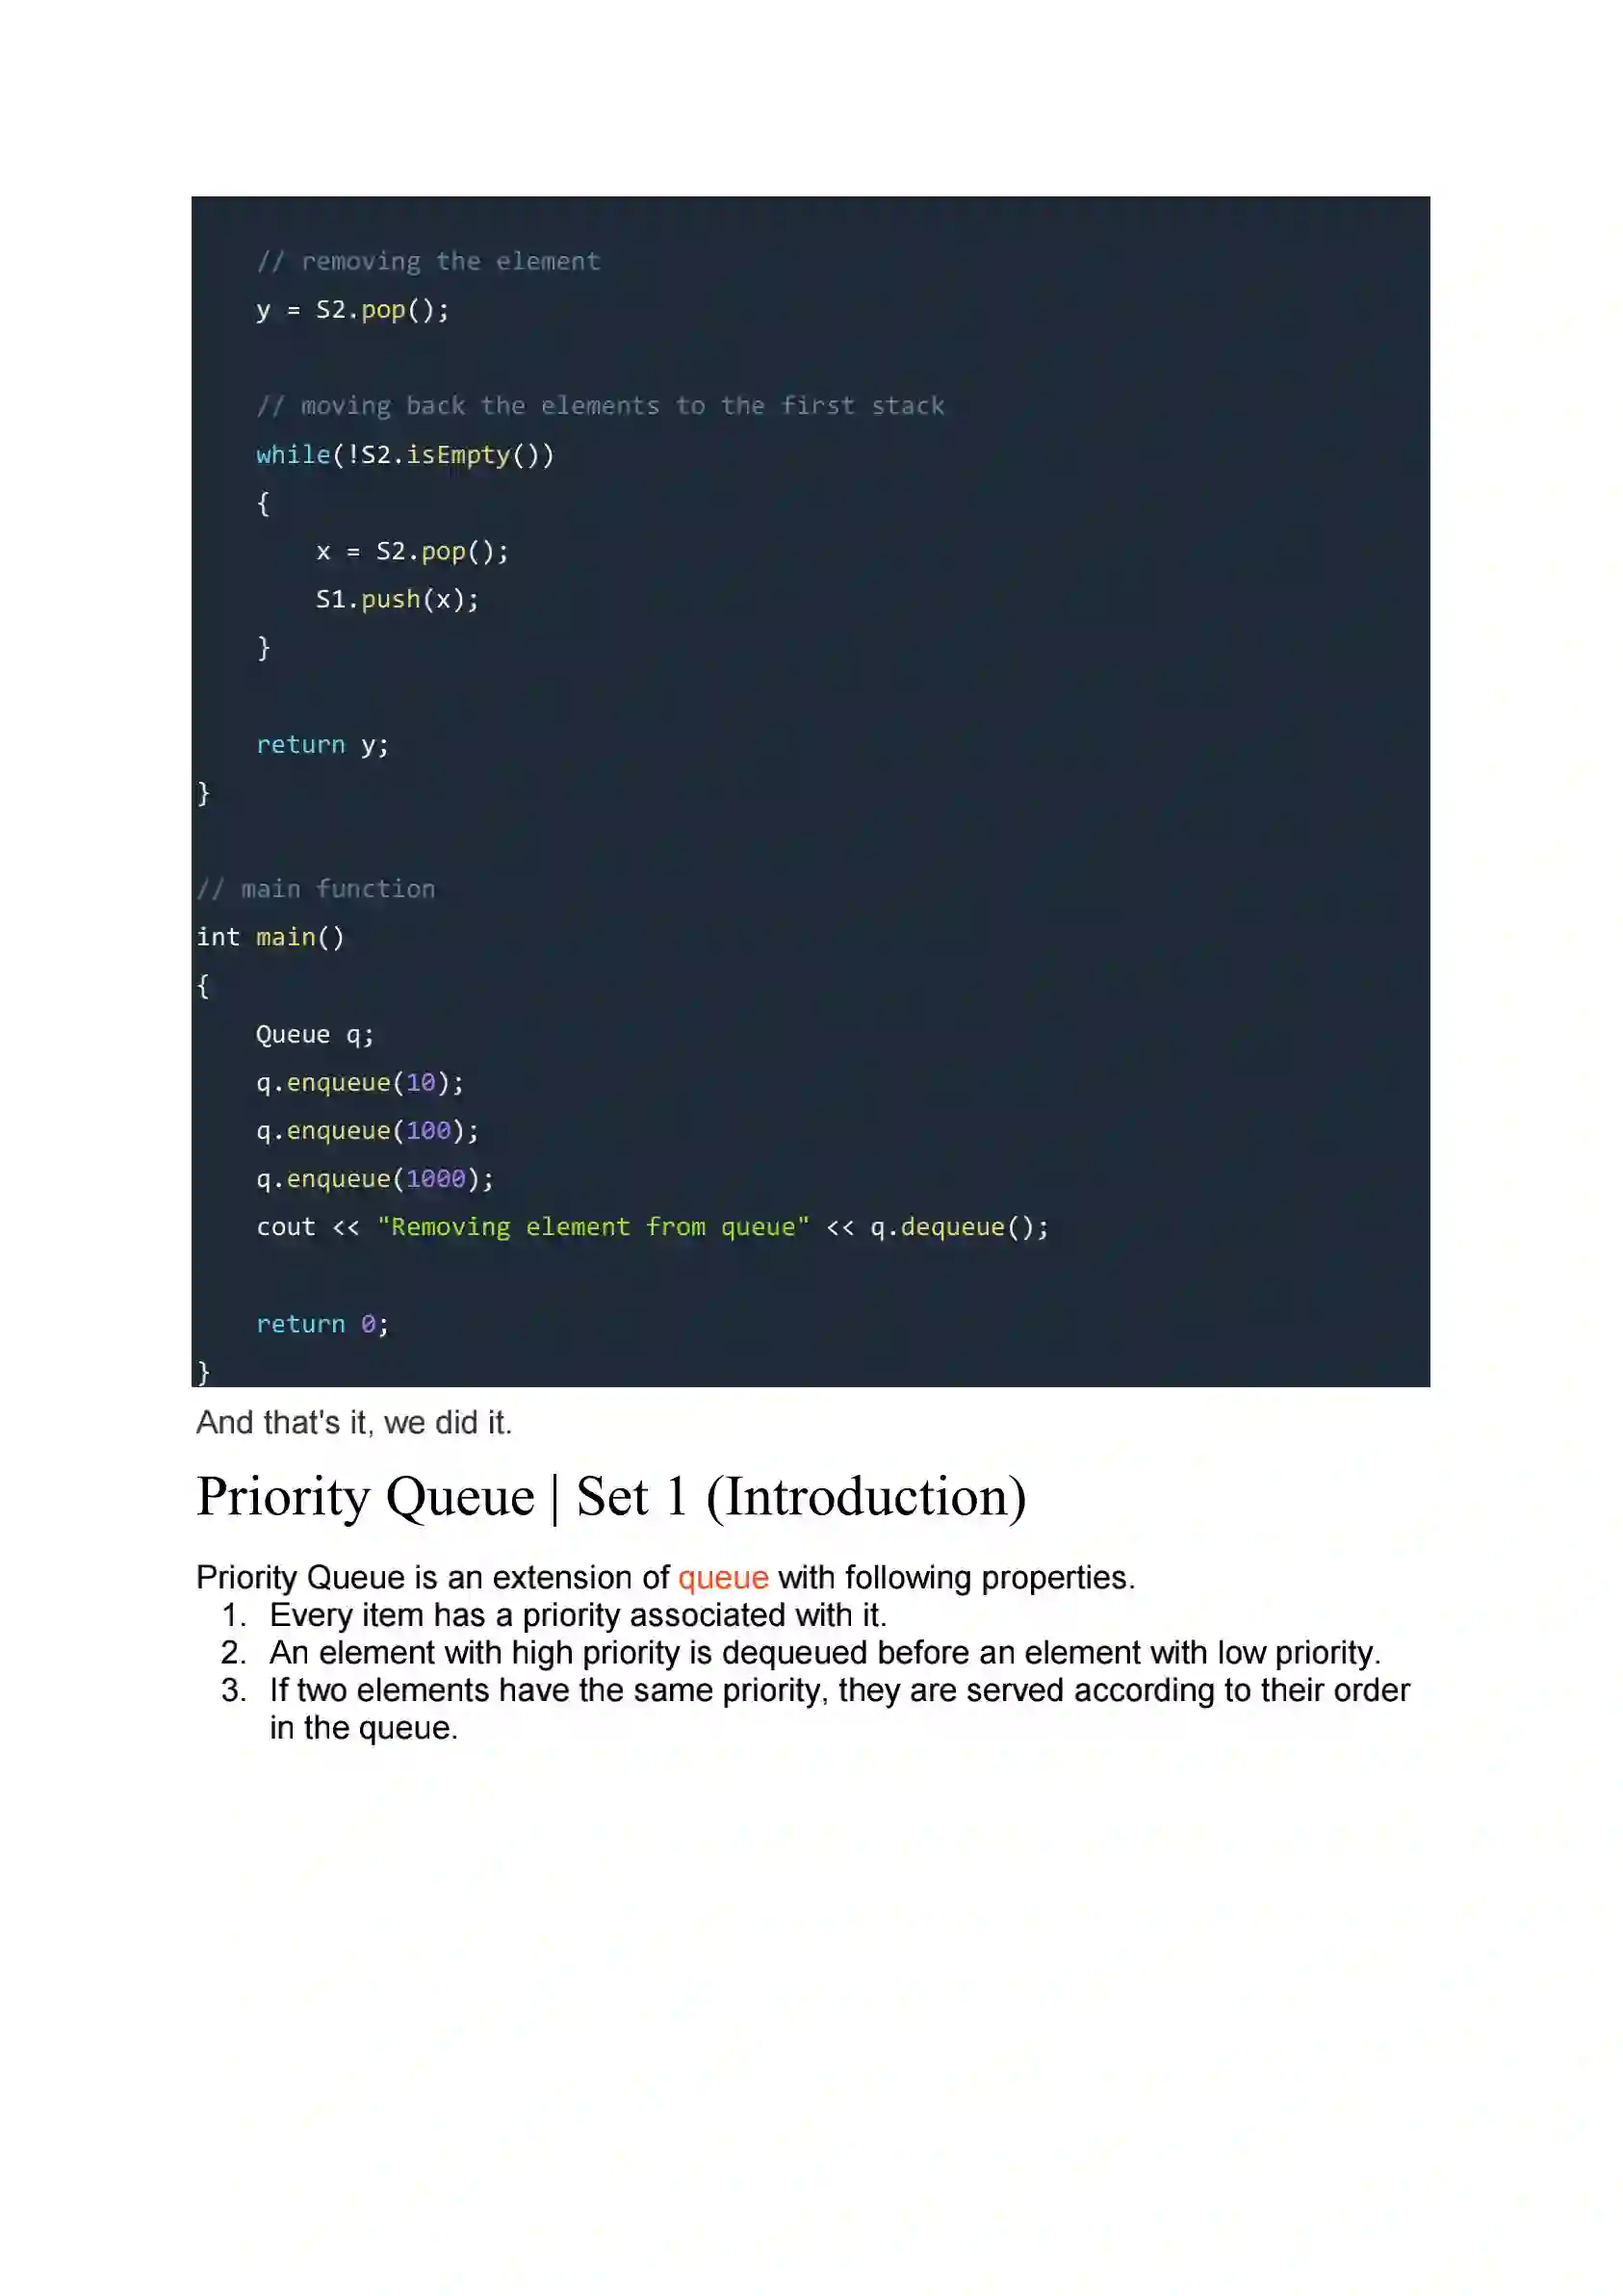 // removing the element
y = S2.pop();
// moving back the elements to the first stack
while(!S2.isEmpty())
{
x = S2.pop();
S1.push(x);
}
return y;
}
// main function
int main()
{
Queue q;
q.enqueue(10);
q.enqueue(100);
q.enqueue(1000);
cout << "Removing element from queue" << q.dequeue();
return 0;
}
And that's it, we did it.
Priority Queue | Set 1 (Introduction)
Priority Queue is an extension of queue with following properties.
1. Every item has a priority associated with it.
2. An element with high priority is dequeued before an element with low priority.
3. If two elements have the same priority, they are served according to their order
in the queue.